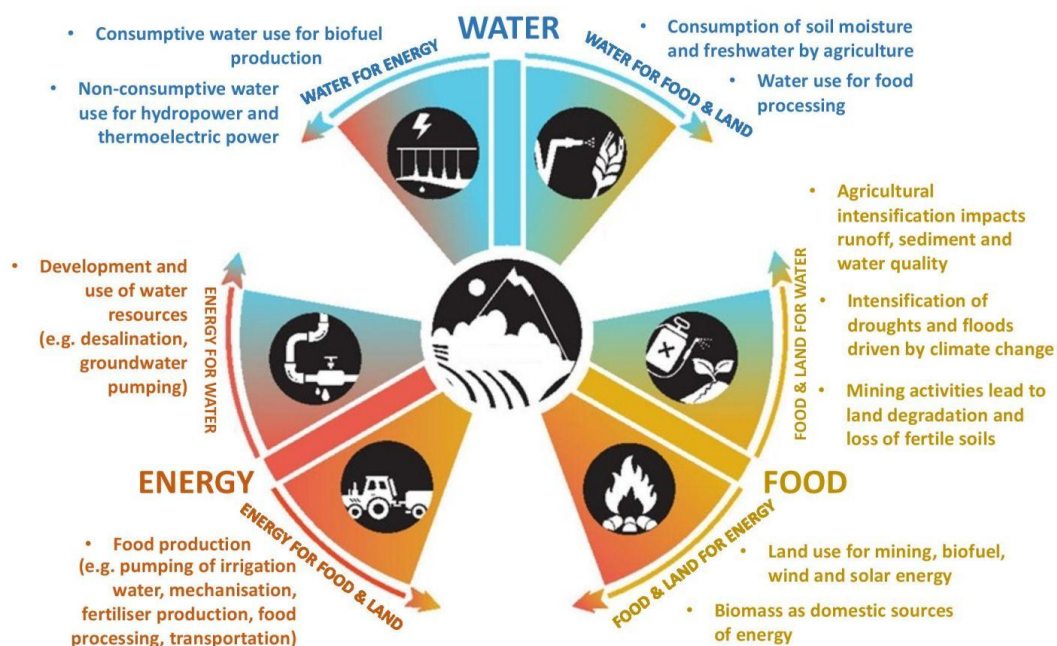 WATER
• Consumptive water use for biofuel
production
• Non-consumptive water
use for hydropower and
thermoelectric power
WATER FOR ENERGY
WATER FOR FOOD & LAND
• Consumption of soil moisture
and freshwater by agriculture
• Water use for food
processing
• Agricultural
intensification impacts
runoff, sediment and
water quality
• Intensification of
droughts and floods
driven by climate change
• Mining activities lead to
land degradation and
loss of fertile soils
FOOD & LAND FOR WATER
FOOD
FOOD & LAND FOR ENERGY
• Land use for mining, biofuel,
wind and solar energy
• Biomass as domestic sources
of energy
• Development and
use of water
resources
(e.g. desalination,
groundwater
pumping)
ENERGY FOR WATER
ENERGY
ENERGY FOR FOOD & LAND
• Food production
(e.g. pumping of irrigation
water, mechanisation,
fertiliser production, food
processing, transportation)